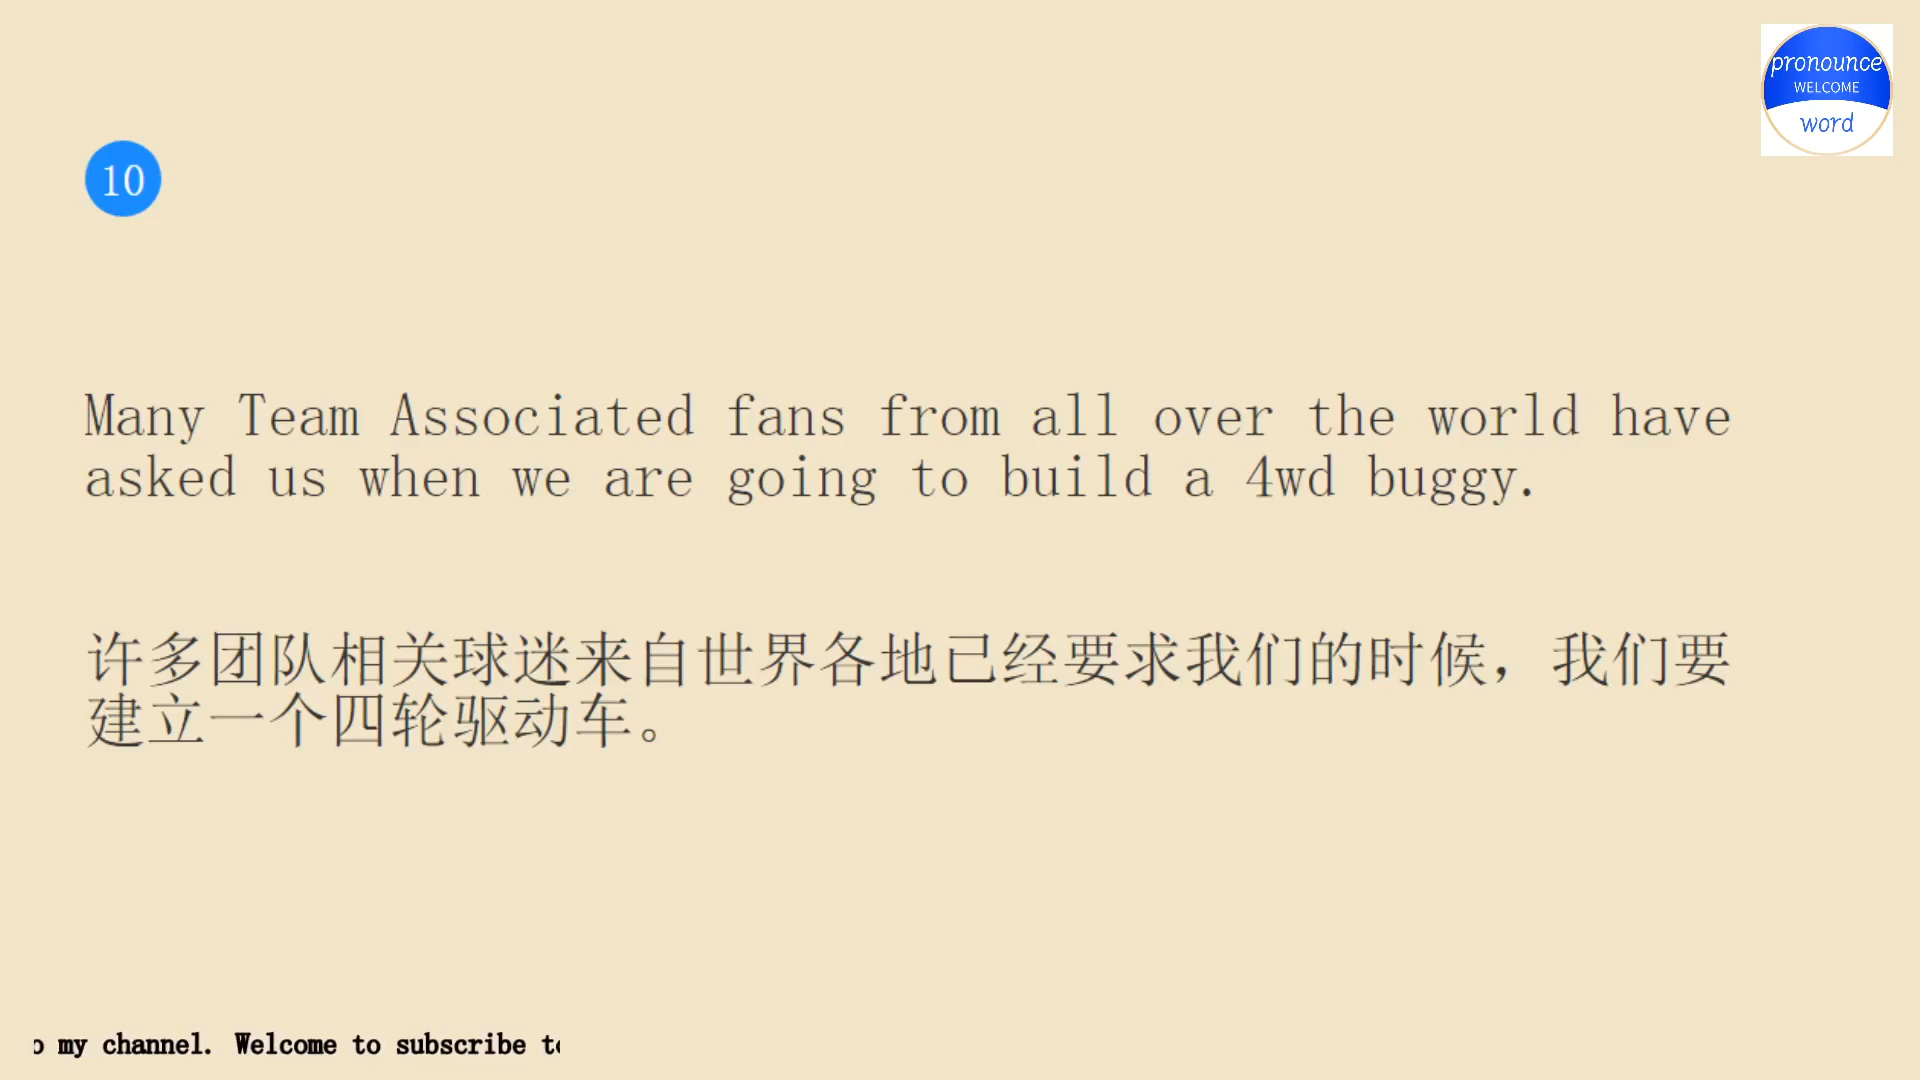 pronounce
WELCOME
word
10
Many Team Associated fans from all over the world have
asked us when we are going to build a 4wd buggy.
许多团队相关球迷来自世界各地已经要求我们的时候，我们要
建立一个四轮驱动车。
my channel. Welcome to subscribe